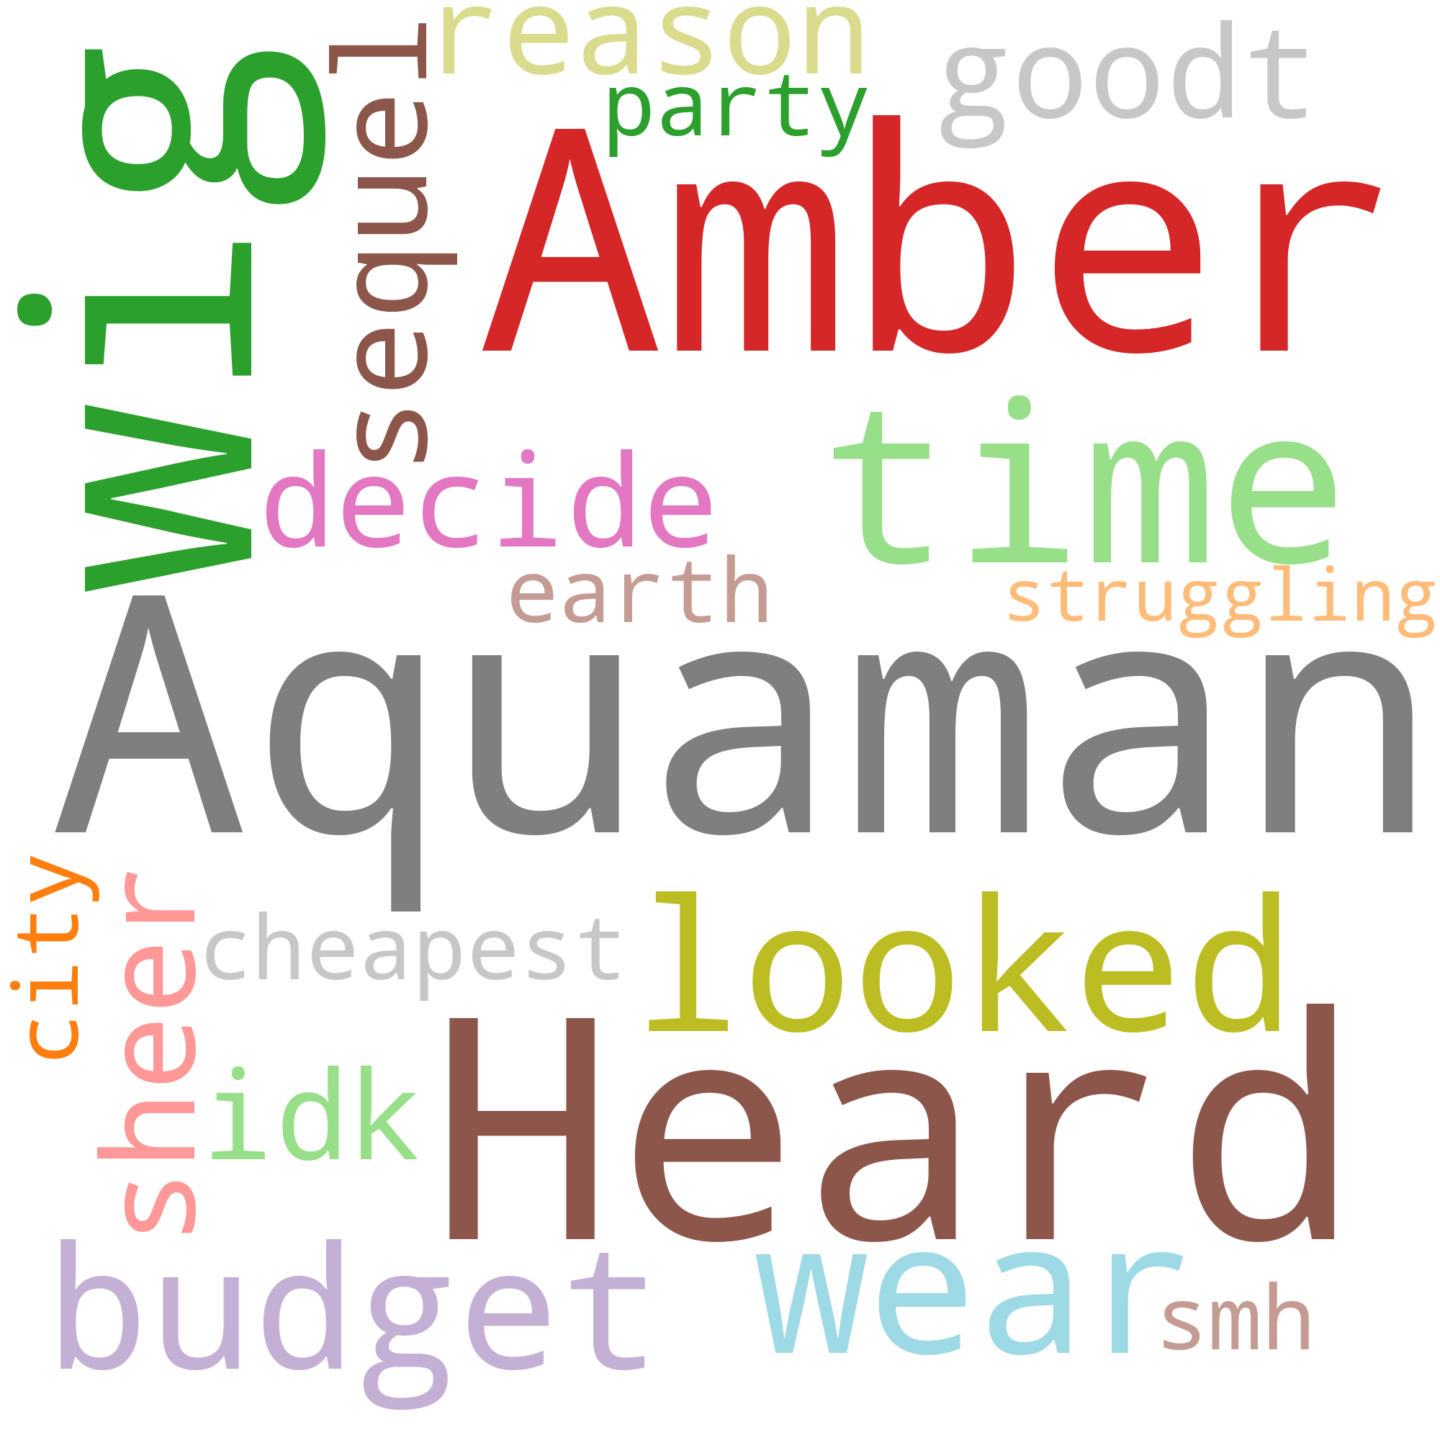 reason
goodt
party
wig
sequel
Amber
time
decide
earth
struggling
Aquaman
city
sheer
cheapest
looked
idk
Heard
budget
wear
smh